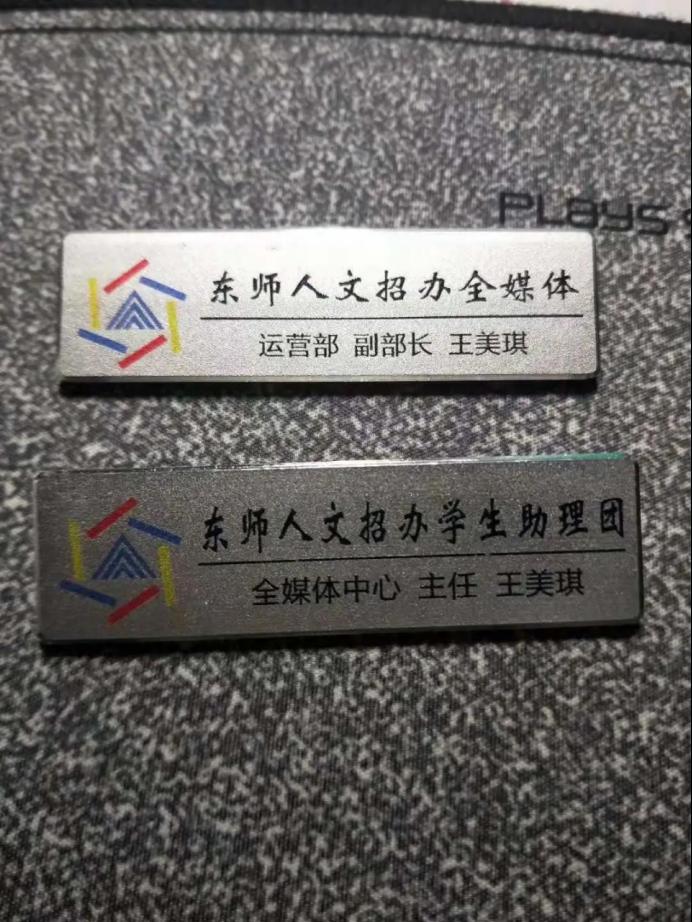 PLays
东师人文招办全媒体
运营部 副部长 王美琪
东师人文招办学生助理团
全媒体中心 主任 王美琪